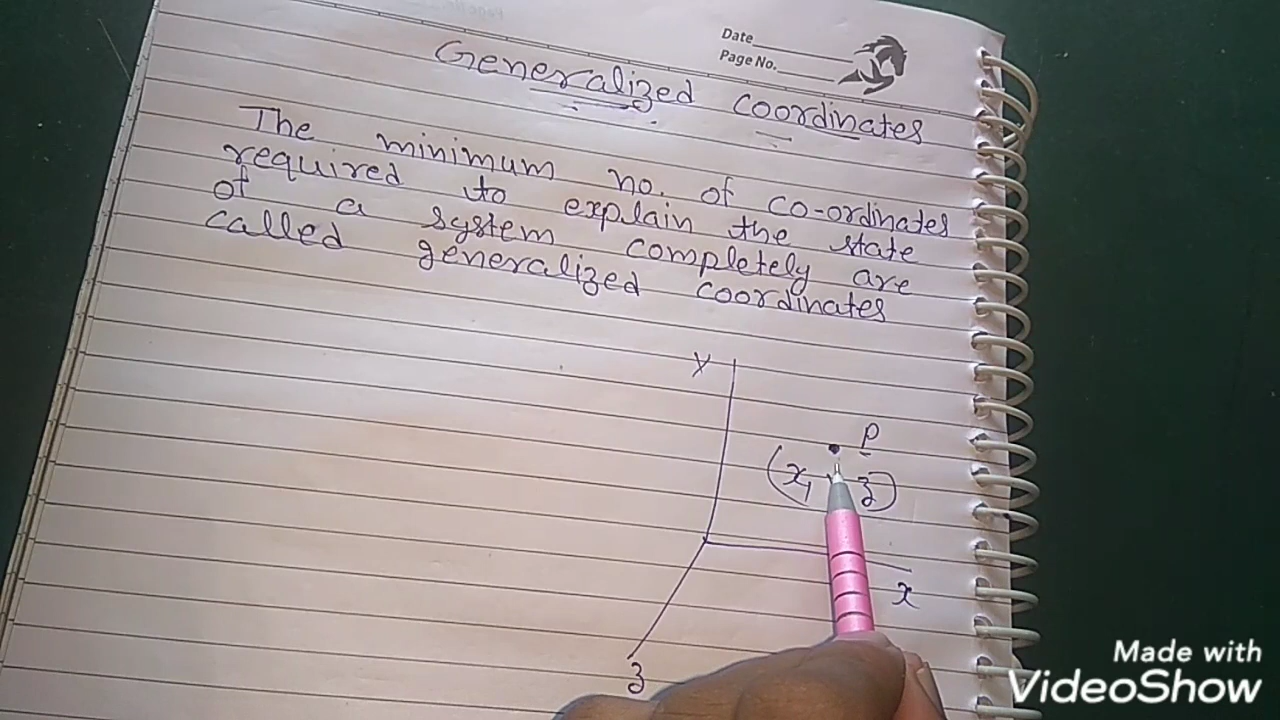 Date
Page No.
Generalized coordinates
The minimum no. of co-ordinates
required to explain the state
of a system completely are
called generalized coordinates
Y
P
(x, z)
x
z
Made with
VideoShow